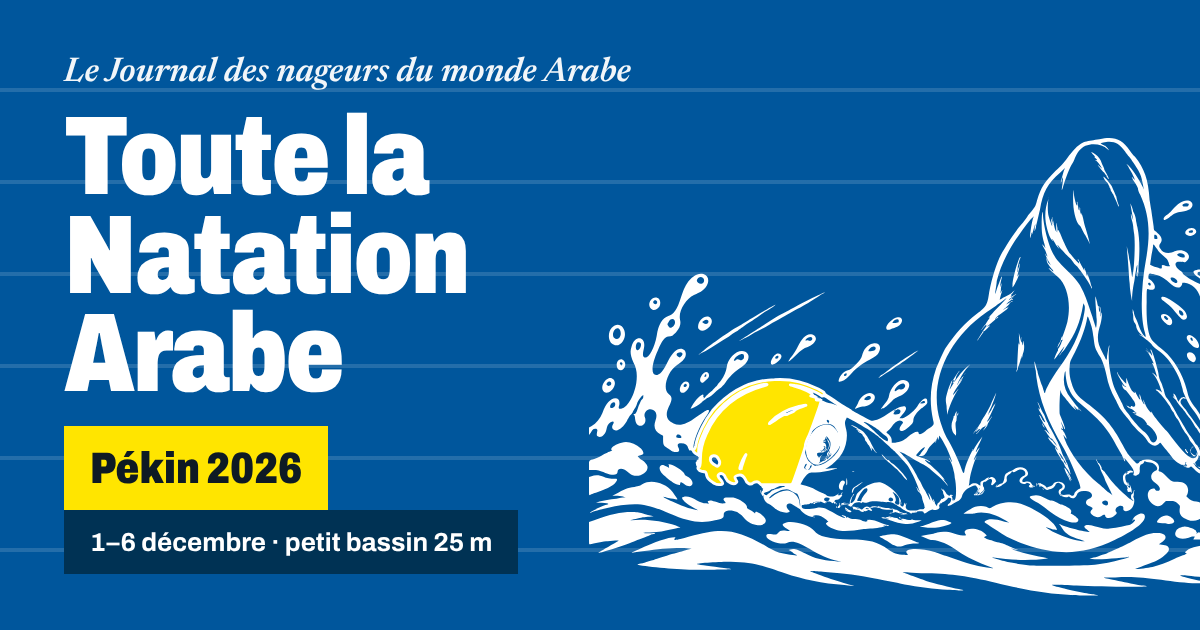 Le Journal des nageurs du monde Arabe
Toute la
Natation
Arabe
Pékin 2026
1–6 décembre · petit bassin 25 m